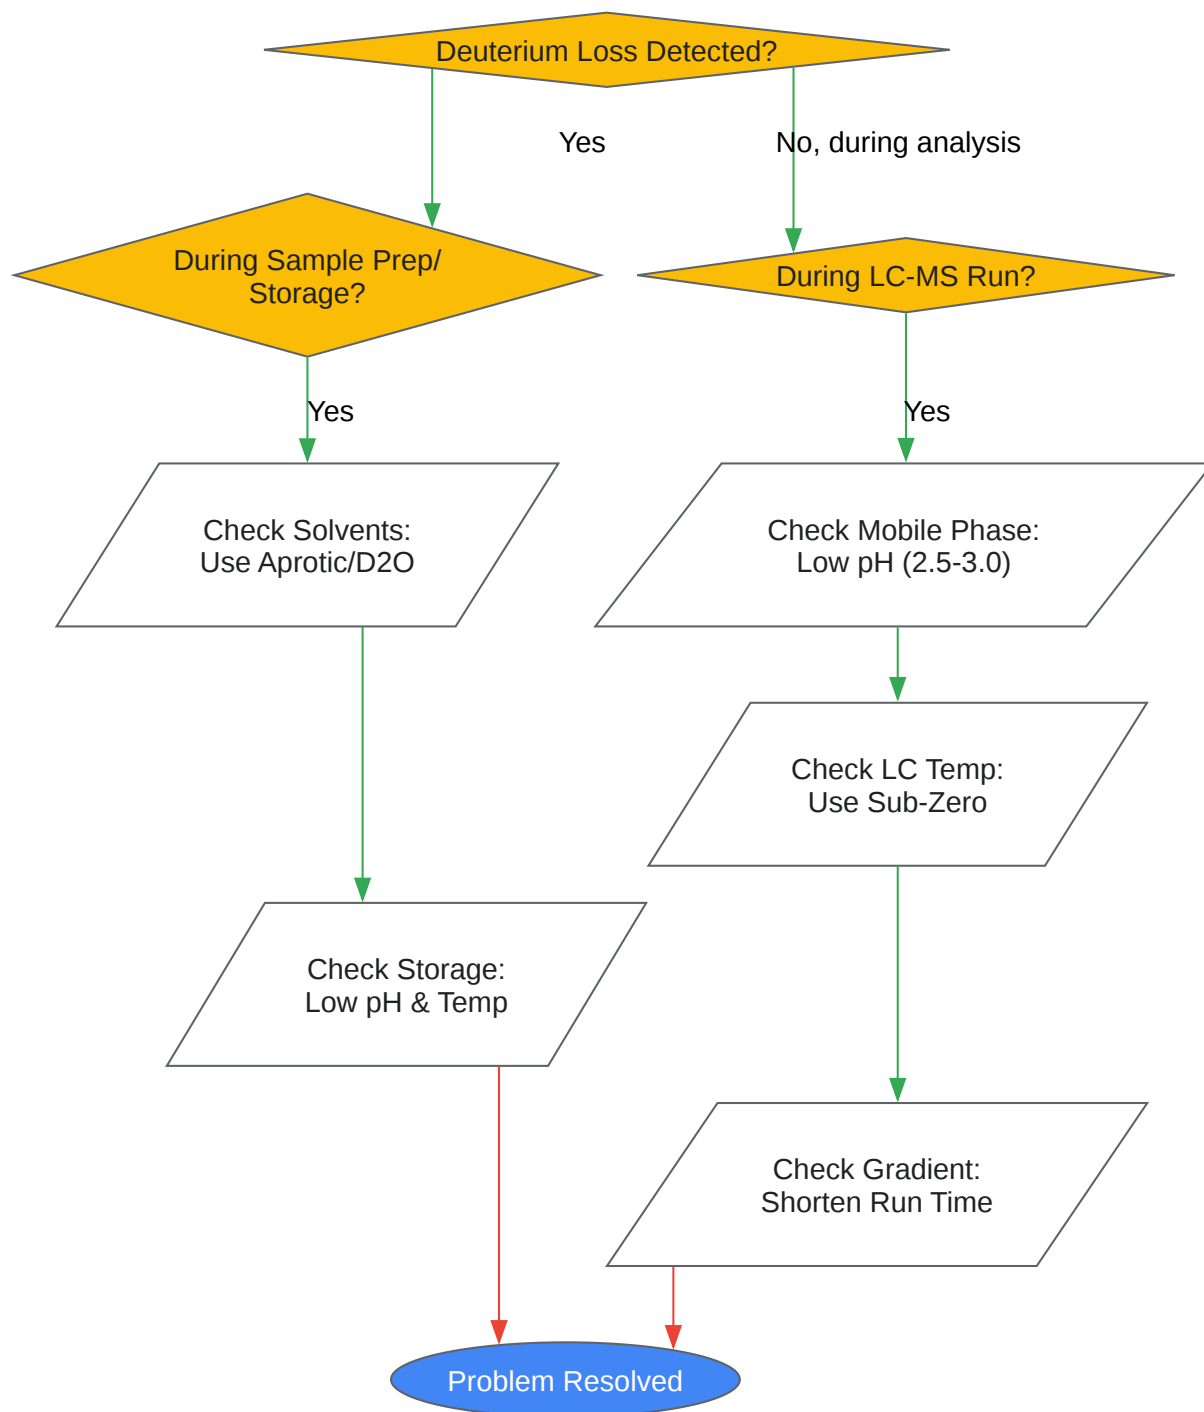 Deuterium Loss Detected?
Yes
No, during analysis
During Sample Prep/
Storage?
During LC-MS Run?
Yes
Yes
Check Solvents:
Use Aprotic/D2O
Check Mobile Phase:
Low pH (2.5-3.0)
Check LC Temp:
Use Sub-Zero
Check Storage:
Low pH & Temp
Check Gradient:
Shorten Run Time
Problem Resolved